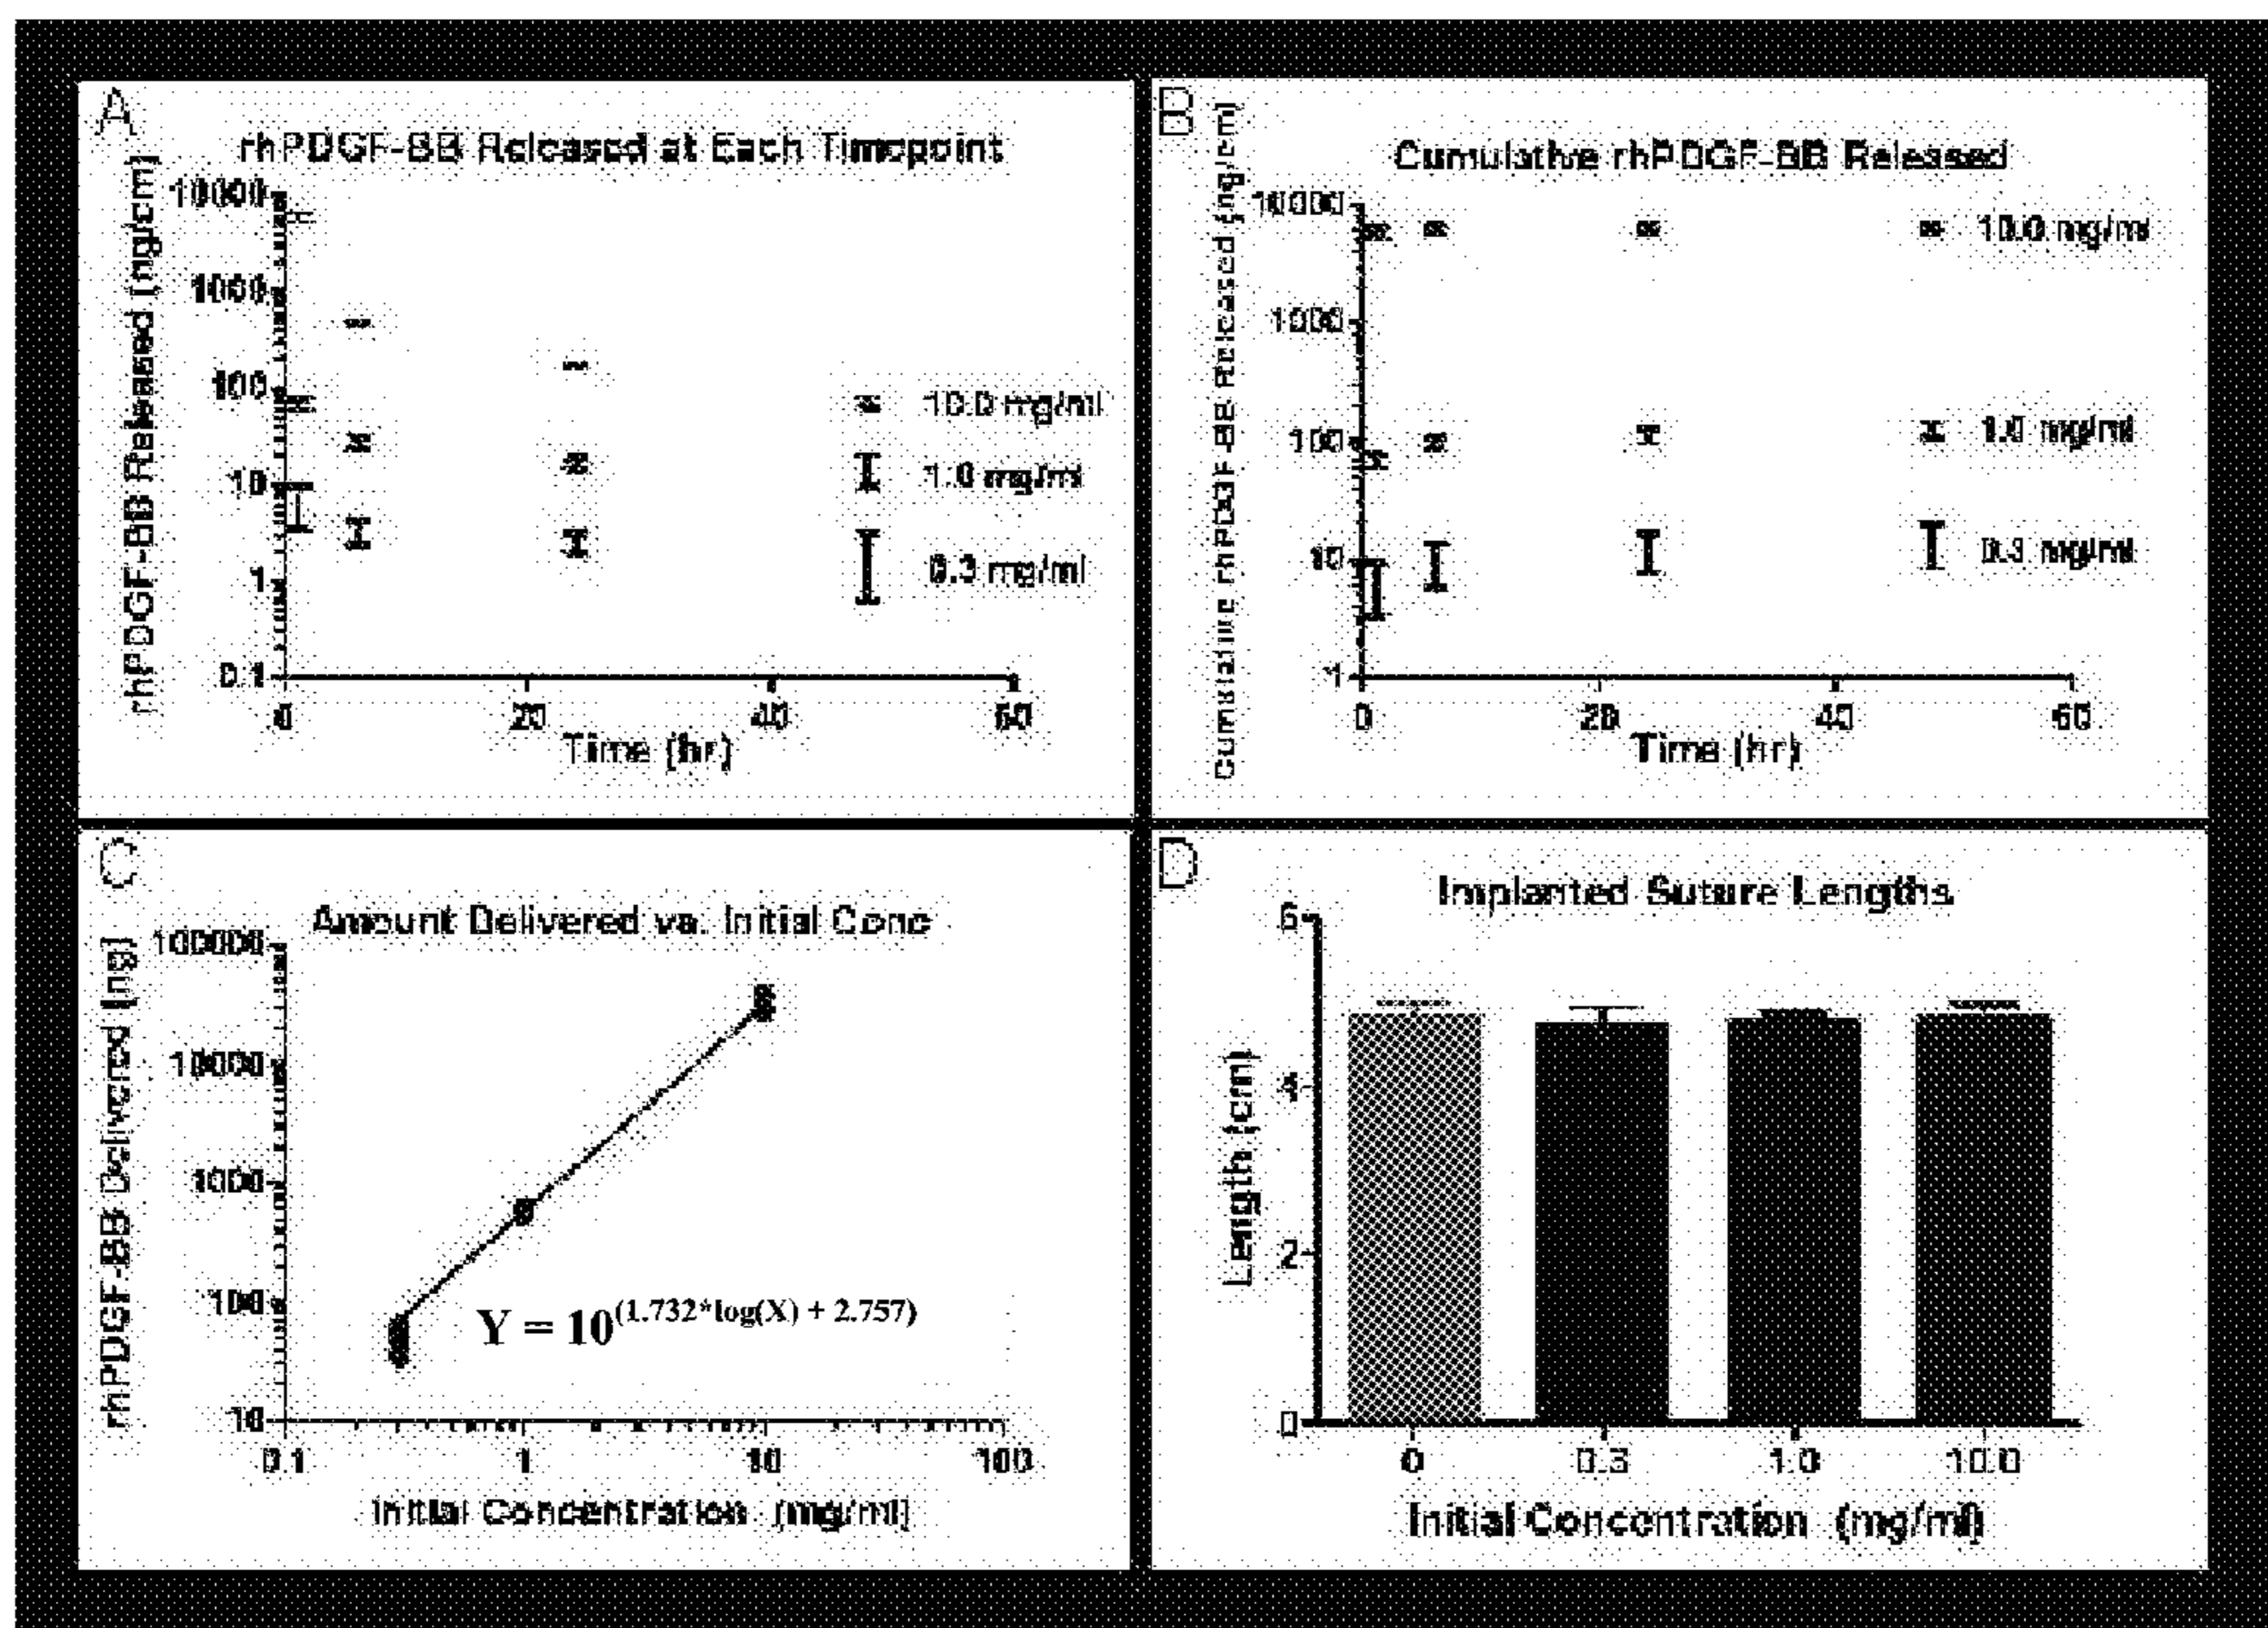 A
rhPDGF-BB Released at Each Timepoint
rhPDGF-BB Released (ng/cm)
10000
1000
100
10
1
0.1
0
20
40
60
Time (hr)
10.0 mg/ml
1.0 mg/ml
0.3 mg/ml
B
Cumulative rhPDGF-BB Released
Cumulative rhPDGF-BB Released (ng/cm)
10000
1000
100
10
1
0
20
40
60
Time (hr)
10.0 mg/ml
1.0 mg/ml
0.3 mg/ml
C
Amount Delivered vs. Initial Conc
rhPDGF-BB Delivered (ng)
100000
10000
1000
100
10
0.1
1
10
100
Initial Concentration (mg/ml)
Y = 10^(1.732*log(X) + 2.757)
D
Implanted Suture Lengths
Length (cm)
6
4
2
0
0
0.3
1.0
10.0
Initial Concentration (mg/ml)